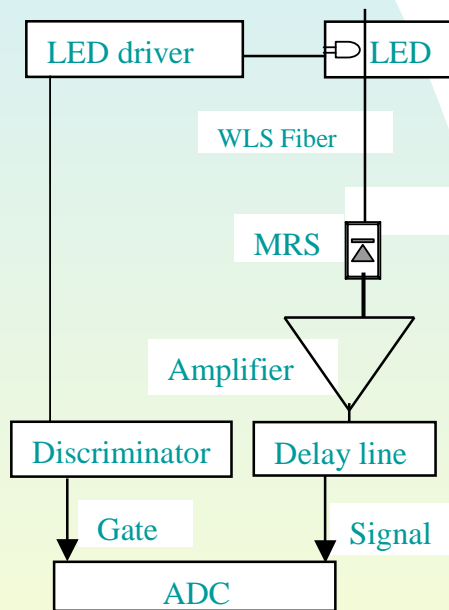 LED driver
LED
WLS Fiber
MRS
Amplifier
Discriminator
Delay line
Gate
Signal
ADC